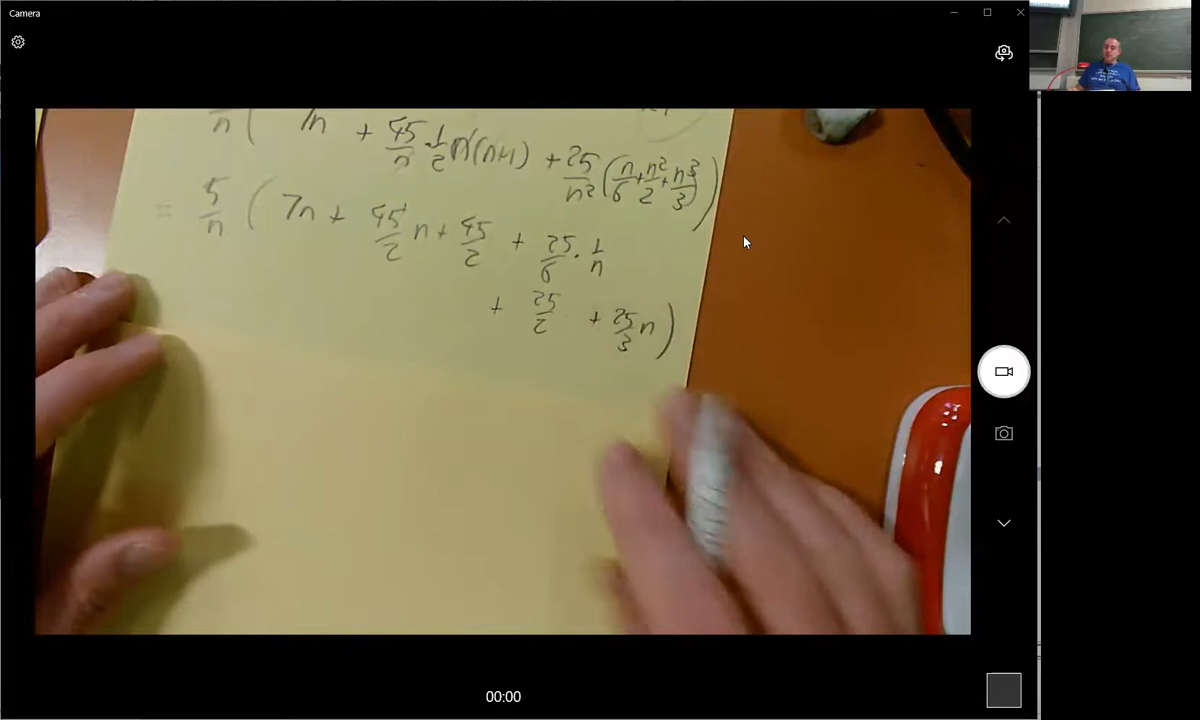 Camera
5/n ( 7n + 45/n · 1/2 n(n+1) + 25/n² (n/6 + n²/2 + n³/3) )
= 5/n ( 7n + 45/2 n + 45/2 + 25/6 · 1/n
+ 25/2 + 25/3 n )
00:00